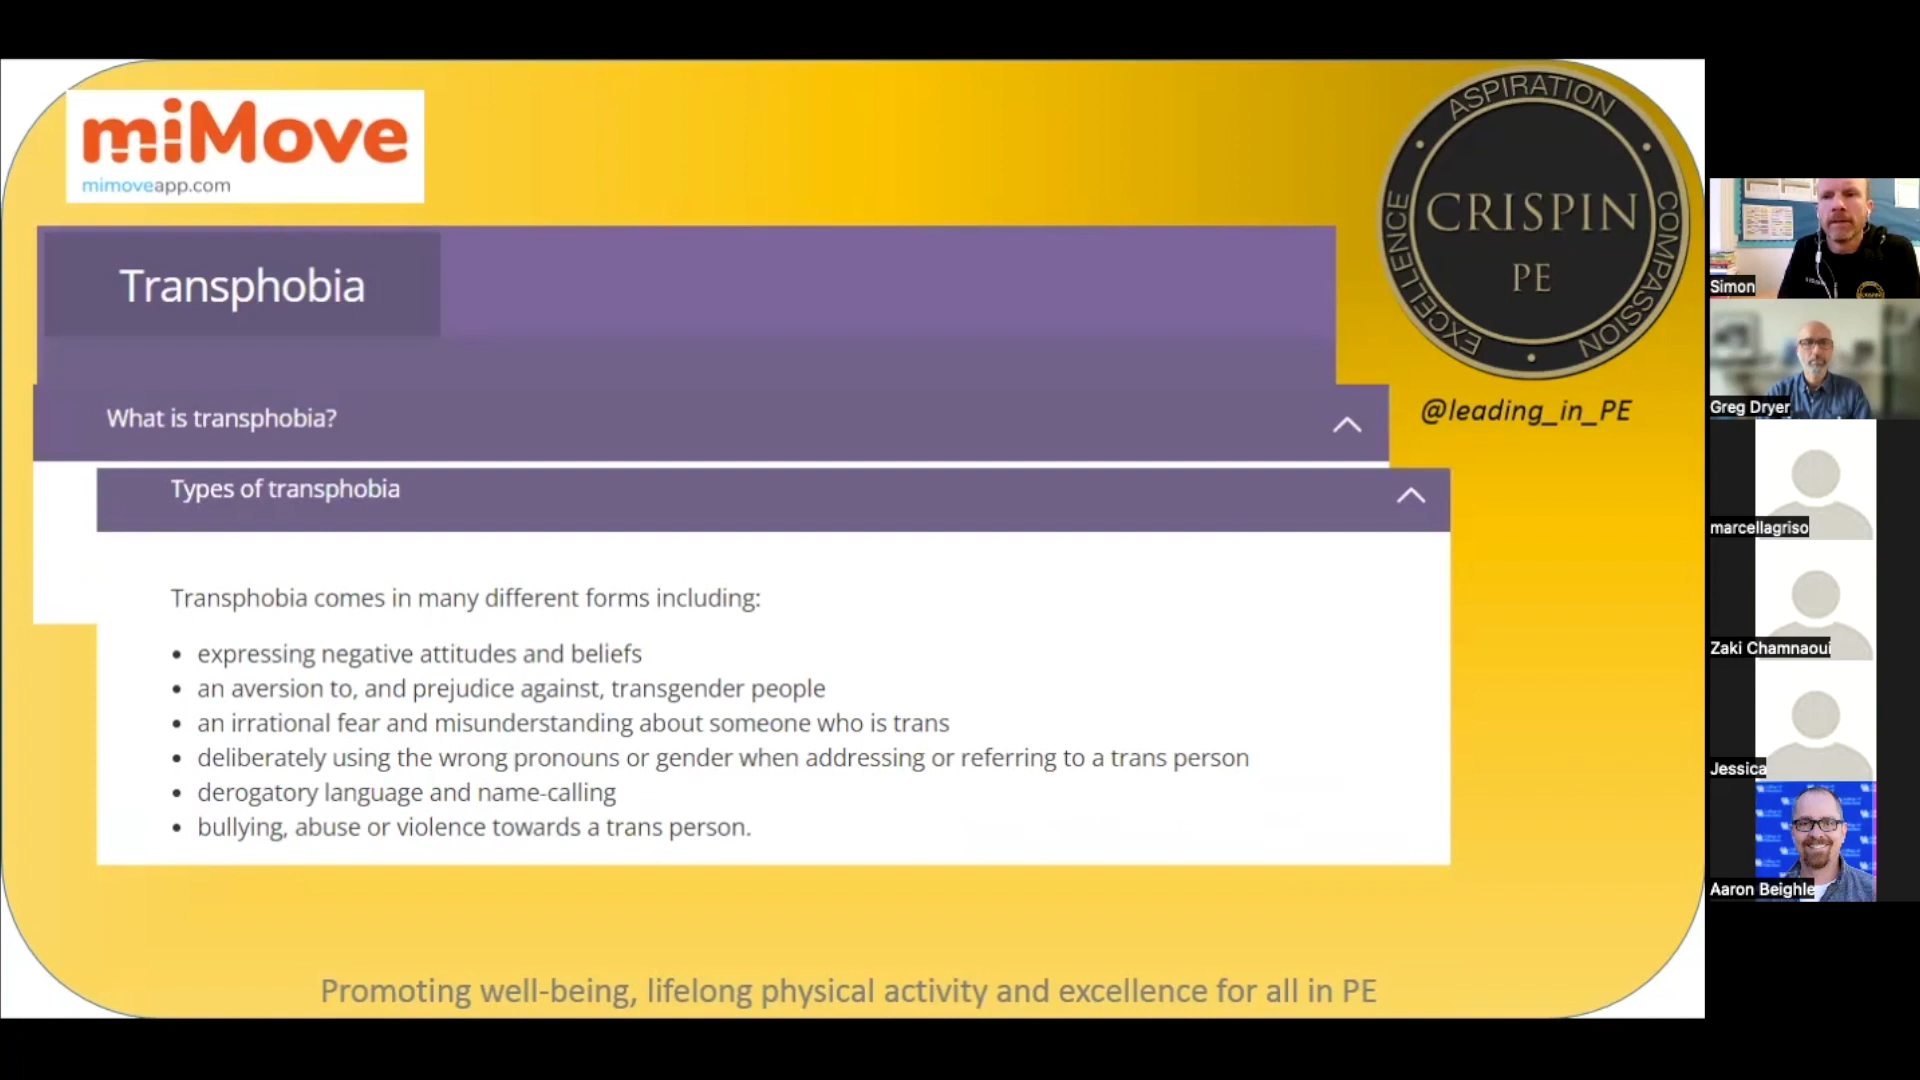 miMove
mimoveapp.com
ASPIRATION
COMPASSION
EXCELLENCE
CRISPIN
PE
@leading_in_PE
Transphobia
What is transphobia?
Types of transphobia
Transphobia comes in many different forms including:
• expressing negative attitudes and beliefs
• an aversion to, and prejudice against, transgender people
• an irrational fear and misunderstanding about someone who is trans
• deliberately using the wrong pronouns or gender when addressing or referring to a trans person
• derogatory language and name-calling
• bullying, abuse or violence towards a trans person.
Promoting well-being, lifelong physical activity and excellence for all in PE
Simon
Greg Dryer
marcellagriso
Zaki Chamnaoui
Jessica
Aaron Beighle